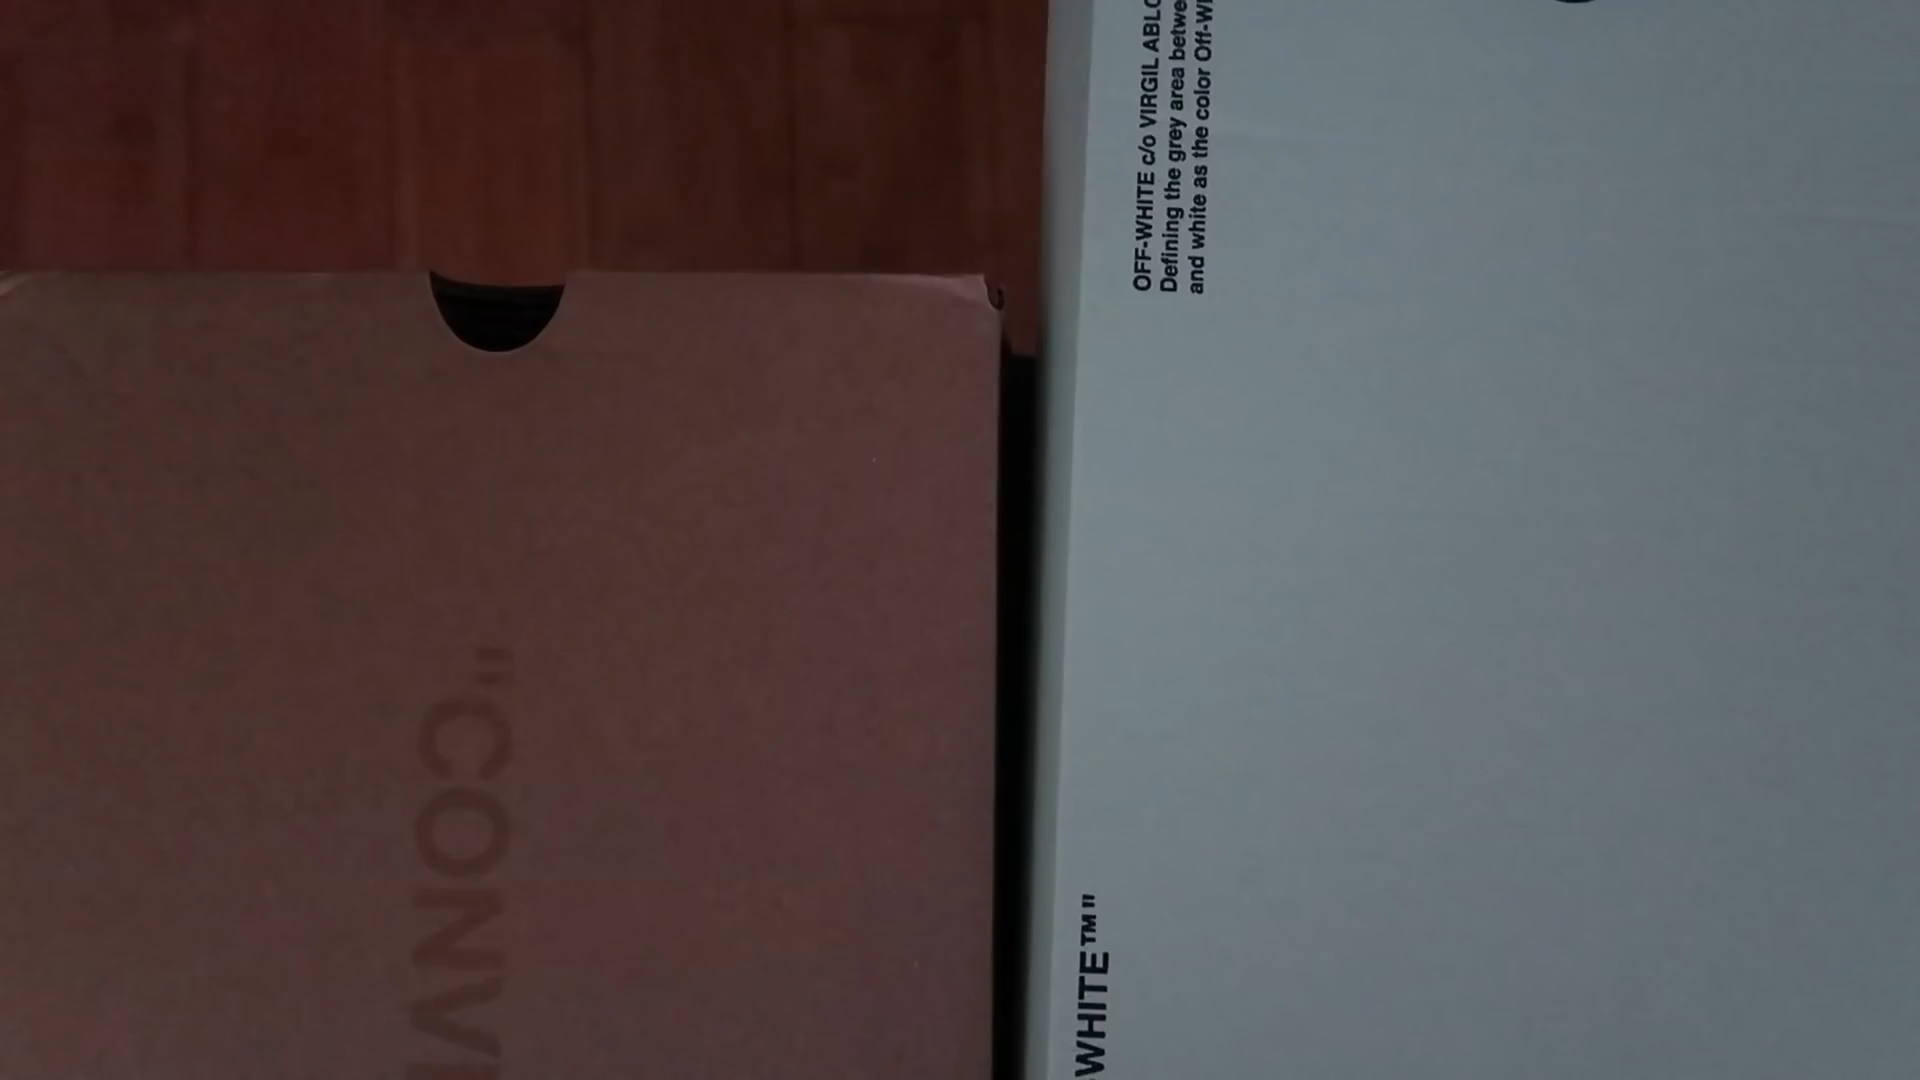 OFF-WHITE c/o VIRGIL ABLO
Defining the grey area betwe
and white as the color Off-W
WHITE™"
"CONV